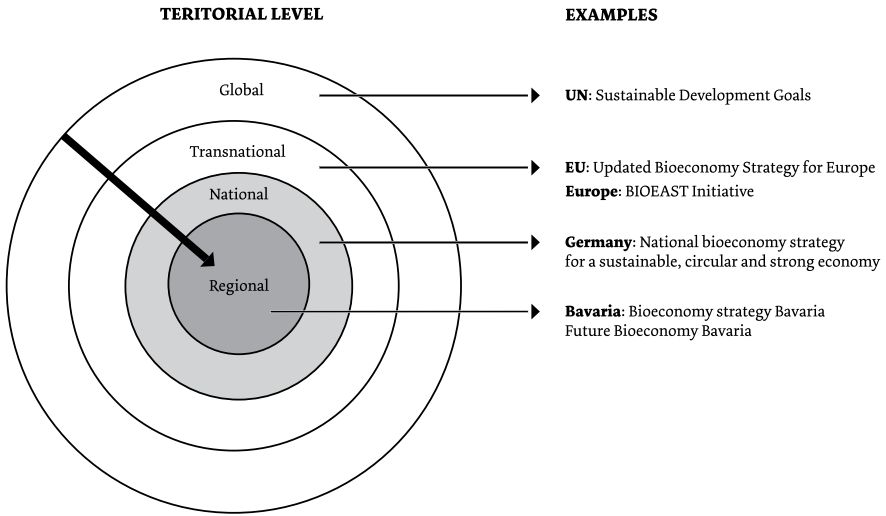 TERITORIAL LEVEL
EXAMPLES
Global
UN: Sustainable Development Goals
Transnational
EU: Updated Bioeconomy Strategy for Europe
Europe: BIOEAST Initiative
National
Germany: National bioeconomy strategy
for a sustainable, circular and strong economy
Regional
Bavaria: Bioeconomy strategy Bavaria
Future Bioeconomy Bavaria